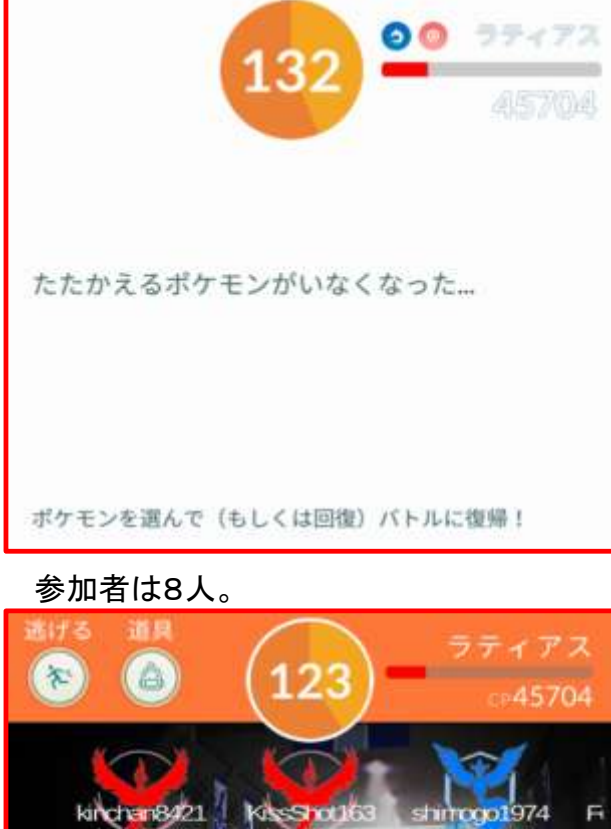 132
ラティアス
45704
たたかえるポケモンがいなくなった...
ポケモンを選んで（もしくは回復）バトルに復帰！
参加者は８人。
逃げる 道具
123
ラティアス
CP45704
kinchan8421 KissShot163 shimogo1974